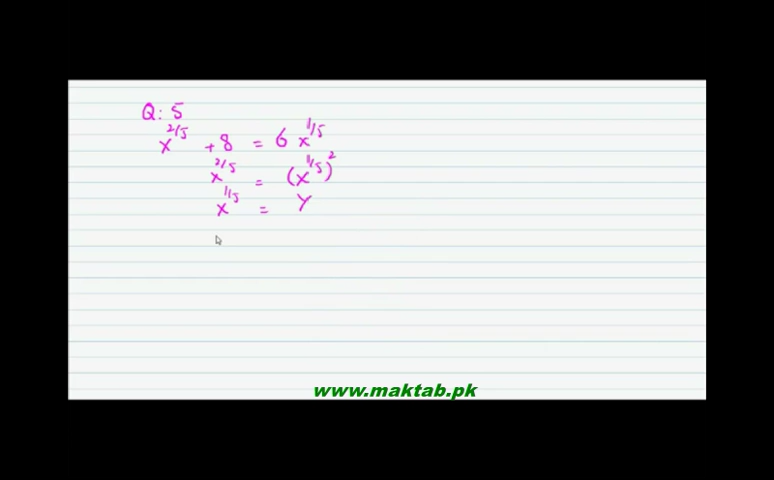 Q: 5
x^{2/5} + 8 = 6 x^{1/5}
x^{2/5} = (x^{1/5})^2
x^{1/5} = Y
www.maktab.pk